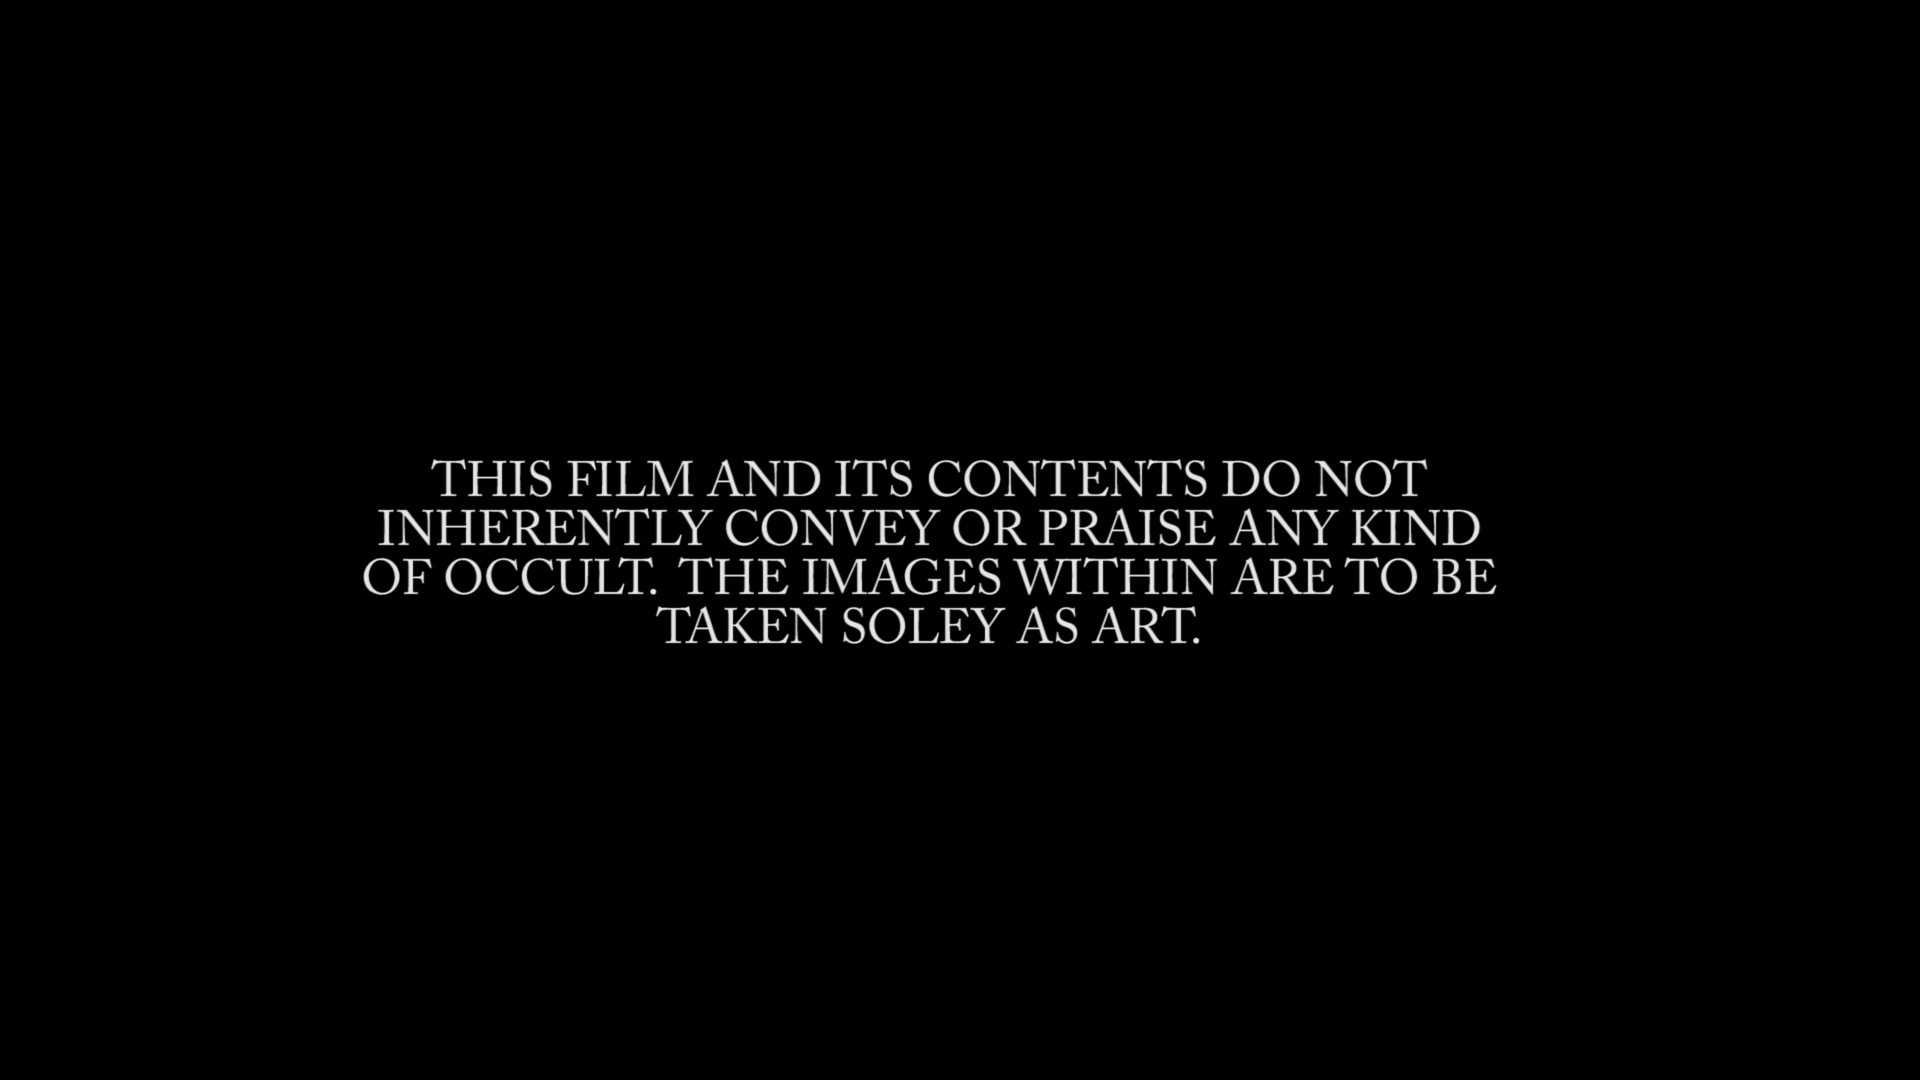 THIS FILM AND ITS CONTENTS DO NOT
INHERENTLY CONVEY OR PRAISE ANY KIND
OF OCCULT. THE IMAGES WITHIN ARE TO BE
TAKEN SOLEY AS ART.